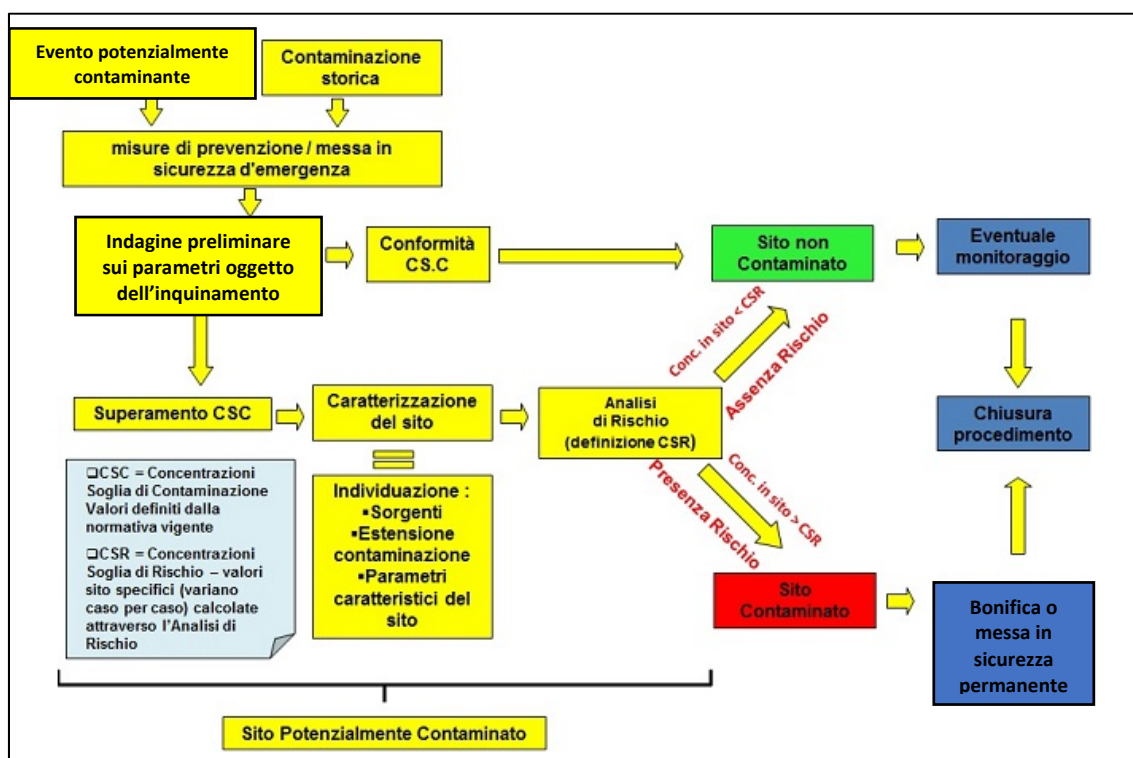 Evento potenzialmente
contaminante
Contaminazione
storica
misure di prevenzione / messa in
sicurezza d'emergenza
Indagine preliminare
sui parametri oggetto
dell’inquinamento
Conformità
CS.C
Sito non
Contaminato
Eventuale
monitoraggio
Conc. in sito < CSR
Assenza Rischio
Superamento CSC
Caratterizzazione
del sito
Analisi
di Rischio
(definizione CSR)
Chiusura
procedimento
Conc. in sito > CSR
Presenza Rischio
❑CSC = Concentrazioni
Soglia di Contaminazione
Valori definiti dalla
normativa vigente
❑CSR = Concentrazioni
Soglia di Rischio – valori
sito specifici (variano
caso per caso) calcolate
attraverso l'Analisi di
Rischio
Individuazione :
▪Sorgenti
▪Estensione
contaminazione
▪Parametri
caratteristici del
sito
Sito
Contaminato
Bonifica o
messa in
sicurezza
permanente
Sito Potenzialmente Contaminato